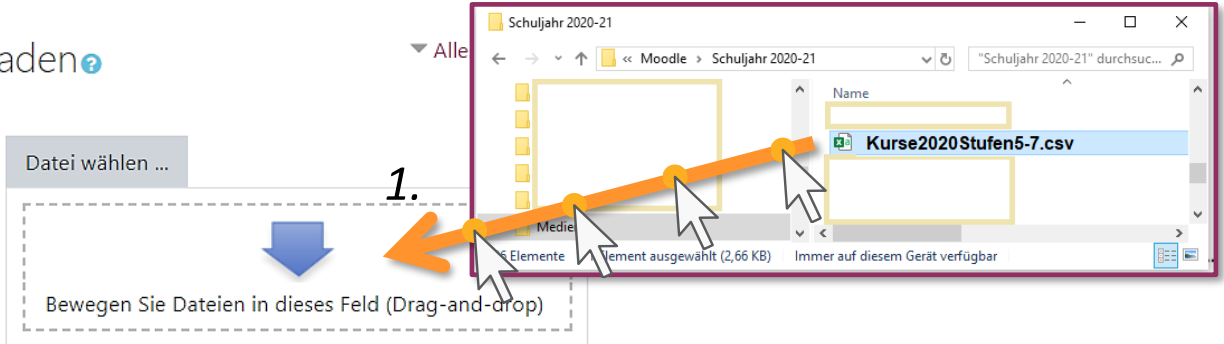 aden
Alle
Datei wählen ...
1.
Bewegen Sie Dateien in dieses Feld (Drag-and-drop)
Schuljahr 2020-21
« Moodle › Schuljahr 2020-21
"Schuljahr 2020-21" durchsuc...
Name
Kurse2020Stufen5-7.csv
Medie
6 Elemente
lement ausgewählt (2,66 KB)
Immer auf diesem Gerät verfügbar